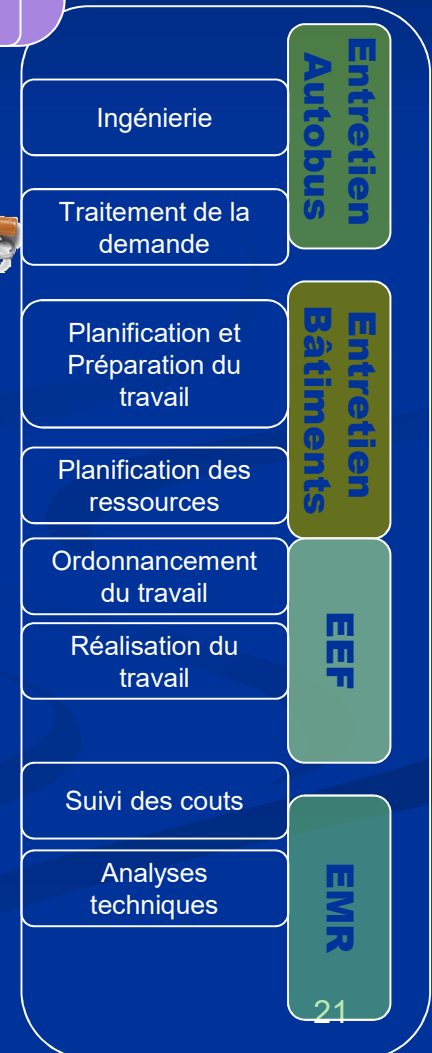 Ingénierie
Traitement de la
demande
Planification et
Préparation du
travail
Planification des
ressources
Ordonnancement
du travail
Réalisation du
travail
Suivi des couts
Analyses
techniques
Entretien
Autobus
Entretien
Bâtiments
EEF
EMR
21